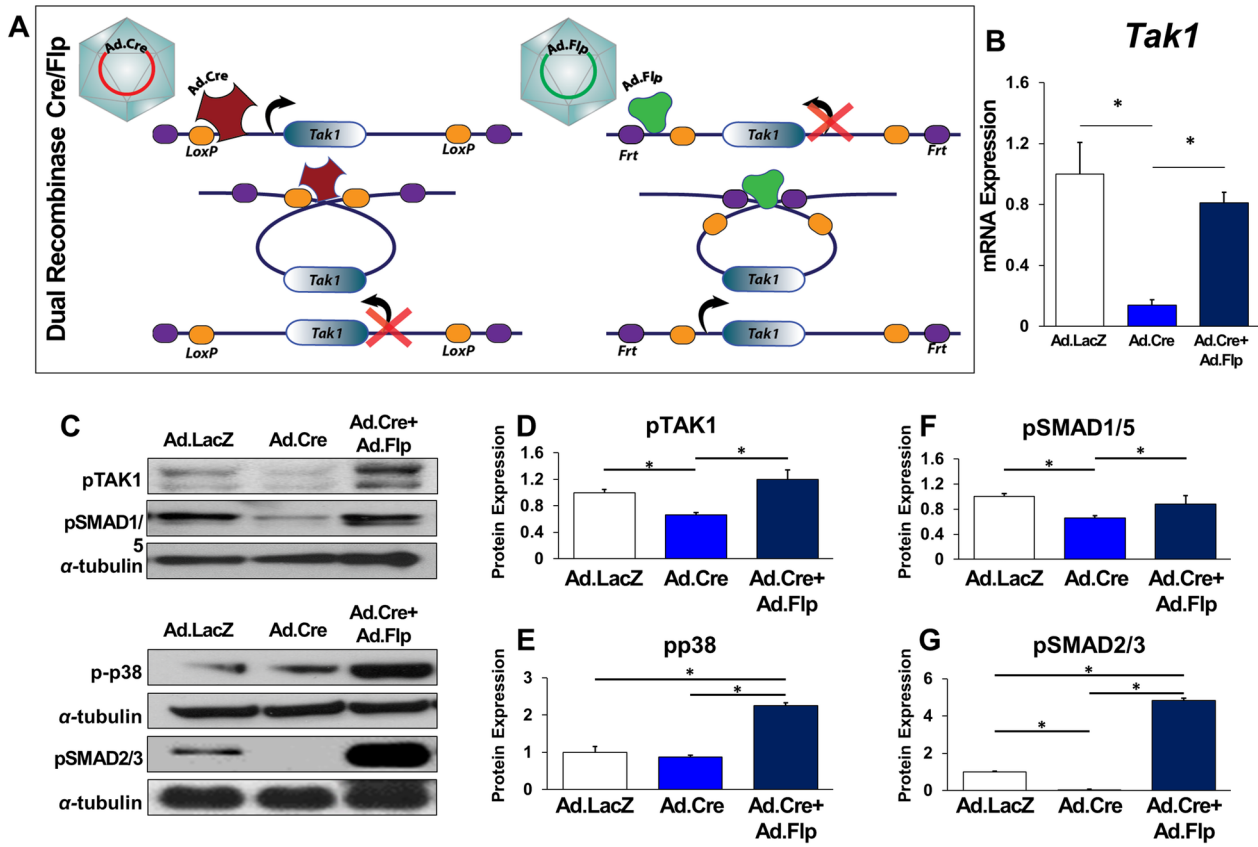 A
Dual Recombinase Cre/Flp
Ad.Cre
Ad.Cre
Tak1
LoxP
LoxP
Tak1
Tak1
LoxP
LoxP
Ad.Flp
Ad.Flp
Tak1
Frt
Frt
Tak1
Tak1
Frt
Frt
B
Tak1
mRNA Expression
1.6
1.2
0.8
0.4
0
*
*
Ad.LacZ
Ad.Cre
Ad.Cre+
Ad.Flp
C
Ad.LacZ
Ad.Cre
Ad.Cre+
Ad.Flp
pTAK1
pSMAD1/
5
α-tubulin
Ad.LacZ
Ad.Cre
Ad.Cre+
Ad.Flp
p-p38
α-tubulin
pSMAD2/3
α-tubulin
D
pTAK1
Protein Expression
1.6
1.2
0.8
0.4
0
*
*
Ad.LacZ
Ad.Cre
Ad.Cre+
Ad.Flp
E
pp38
Protein Expression
3
2
1
0
*
*
Ad.LacZ
Ad.Cre
Ad.Cre+
Ad.Flp
F
pSMAD1/5
Protein Expression
1.6
1.2
0.8
0.4
0
*
*
Ad.LacZ
Ad.Cre
Ad.Cre+
Ad.Flp
G
pSMAD2/3
Protein Expression
6
4
2
0
*
*
*
Ad.LacZ
Ad.Cre
Ad.Cre+
Ad.Flp